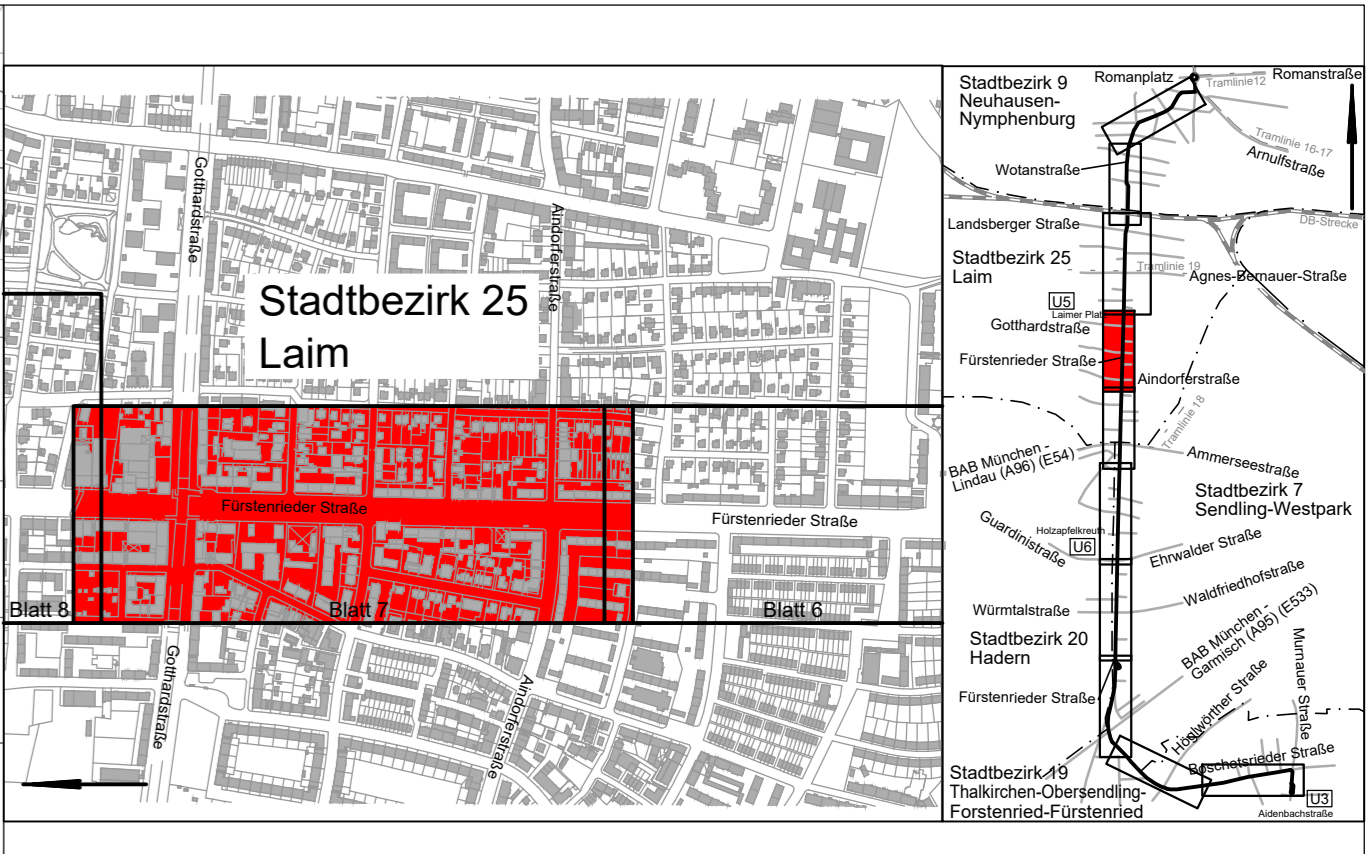 Gotthardstraße
Aindorferstraße
Stadtbezirk 25
Laim
Fürstenrieder Straße
Fürstenrieder Straße
Blatt 8
Blatt 7
Blatt 6
Gotthardstraße
Aindorferstraße
Stadtbezirk 9
Neuhausen-
Nymphenburg
Romanplatz
Romanstraße
Tramlinie12
Tramlinie 16-17
Arnulfstraße
Wotanstraße
Landsberger Straße
DB-Strecke
Stadtbezirk 25
Laim
Tramlinie 19
Agnes-Bernauer-Straße
U5
Laimer Plat
Gotthardstraße
Fürstenrieder Straße
Aindorferstraße
Tramlinie 18
BAB München -
Lindau (A96) (E54)
Ammerseestraße
Stadtbezirk 7
Sendling-Westpark
Guardinistraße
Holzapfelkreuth
U6
Ehrwalder Straße
Waldfriedhofstraße
Würmtalstraße
BAB München -
Garmisch (A95) (E533)
Stadtbezirk 20
Hadern
Murnauer Straße
Fürstenrieder Straße
Höslwörther Straße
Boschetsrieder Straße
Stadtbezirk 19
Thalkirchen-Obersendling-
Forstenried-Fürstenried
U3
Aidenbachstraße